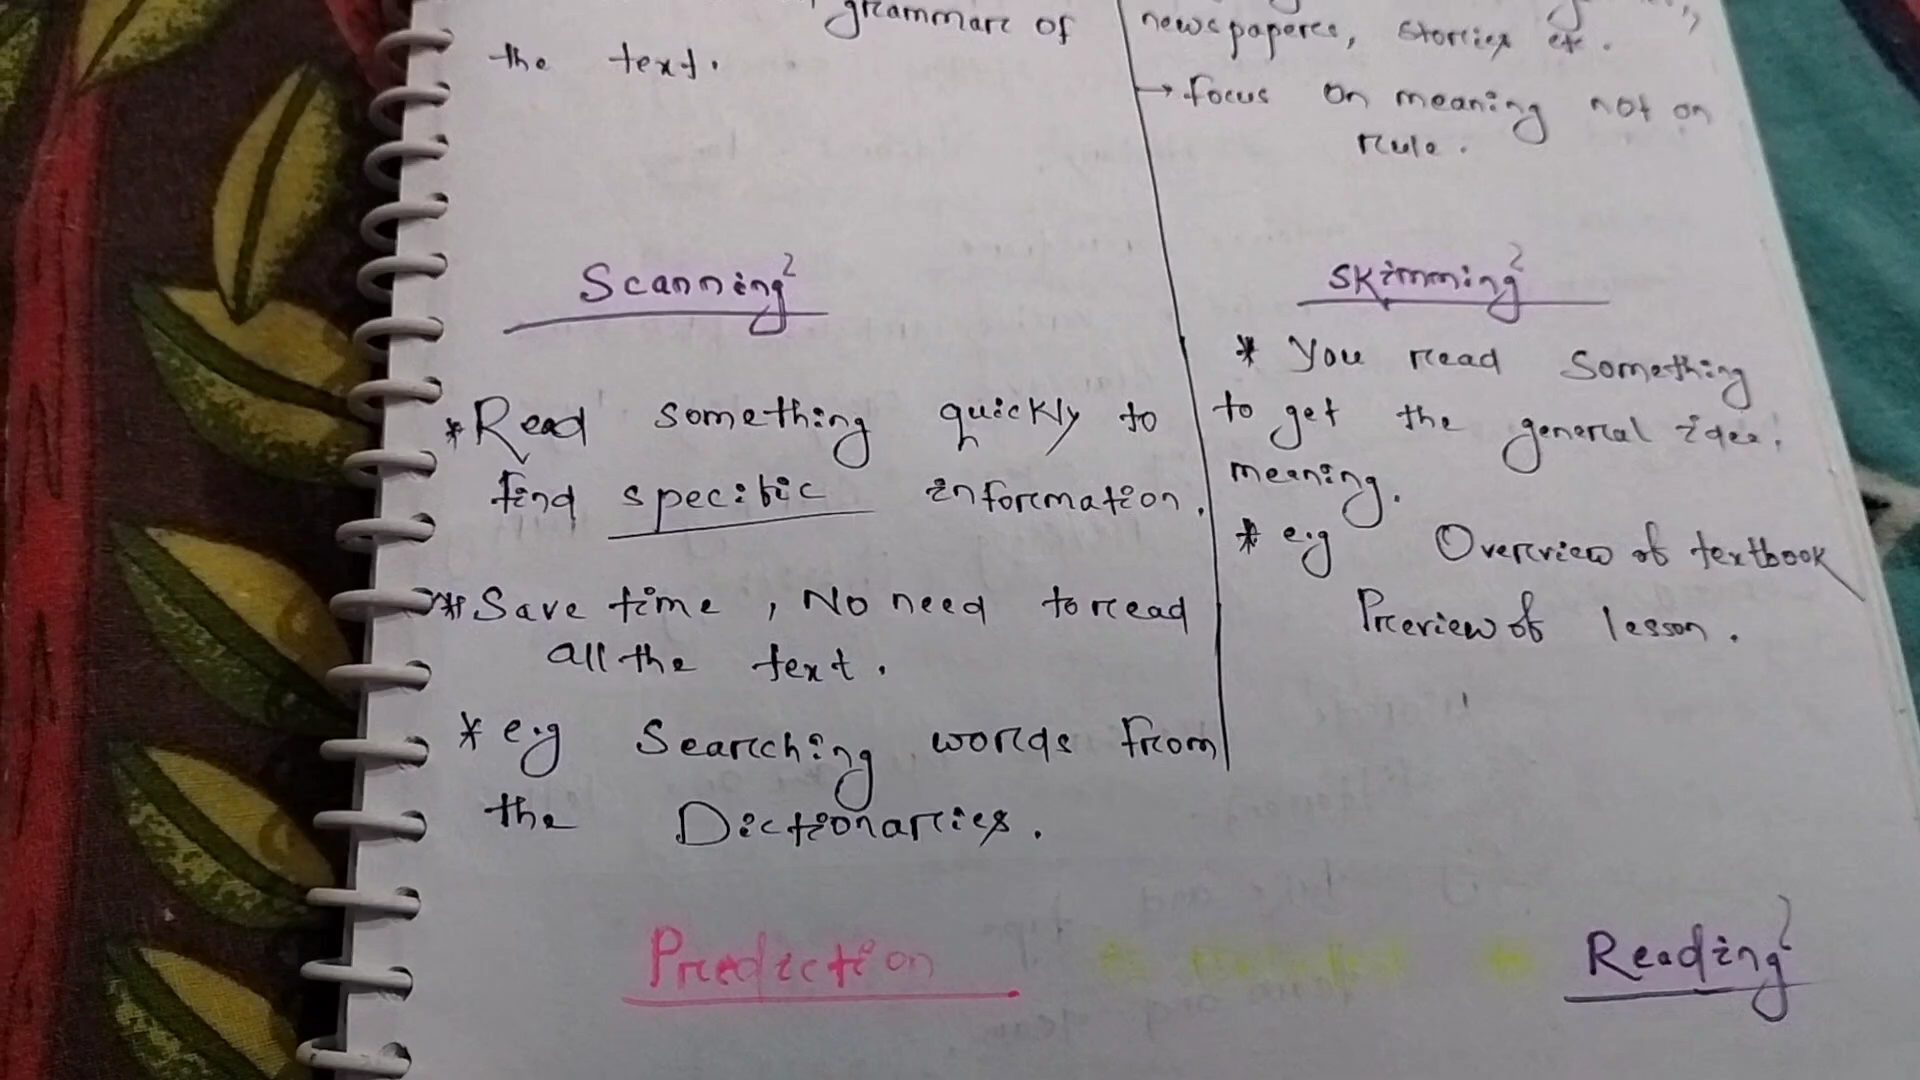 grammar of
the text.
newspapers, stories etc.
→ focus on meaning not on
rule.
Scanning
* Read something quickly to
find specific information.
* Save time, No need to read
all the text.
* e.g Searching words from
the Dictionaries.
Skimming
* You read something
to get the general idea,
meaning.
* e.g Overview of textbook
Preview of lesson.
Prediction
Reading